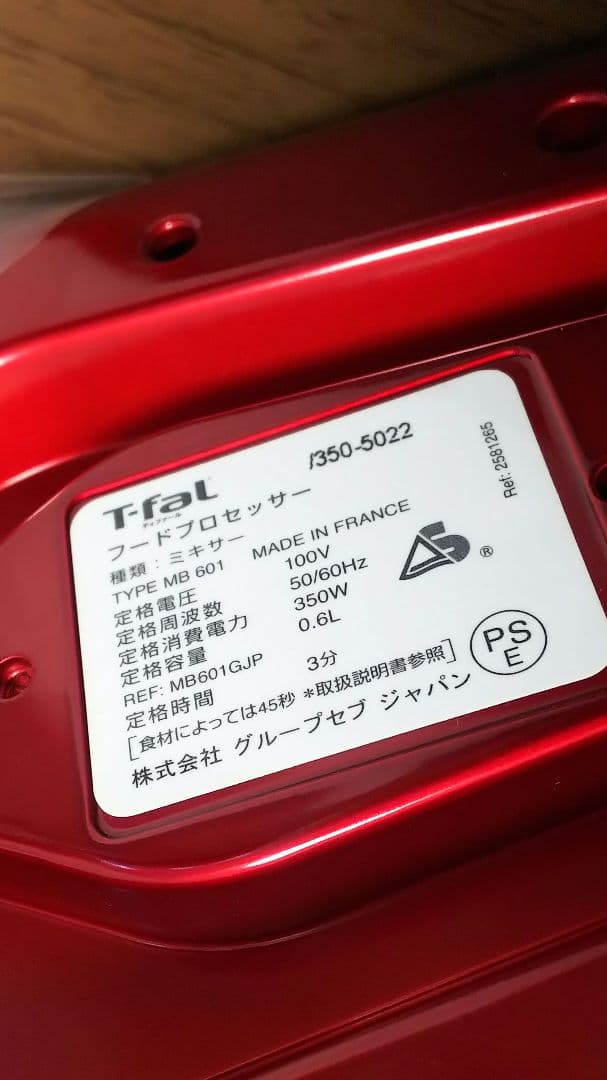 T-faL
ティファール
/350-5022
Ref: 2581265
フードプロセッサー
種類：ミキサー
TYPE MB 601 MADE IN FRANCE
定格電圧 100V
定格周波数 50/60Hz
定格消費電力 350W
定格容量 0.6L
REF: MB601GJP
定格時間 3分
[食材によっては45秒 *取扱説明書参照]
株式会社 グループセブ ジャパン
S ®
PS
E